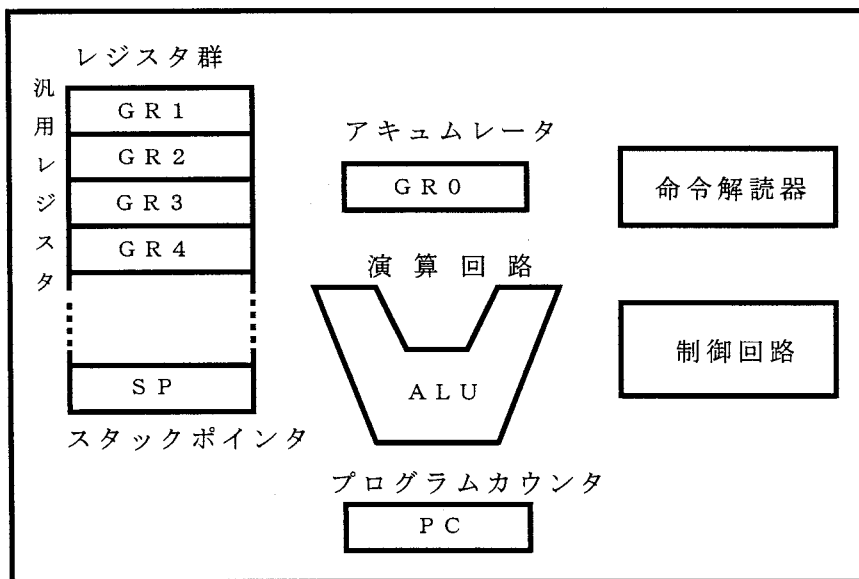 レジスタ群
汎用レジスタ
GR1
GR2
GR3
GR4
SP
スタックポインタ
アキュムレータ
GR0
演算回路
ALU
プログラムカウンタ
PC
命令解読器
制御回路